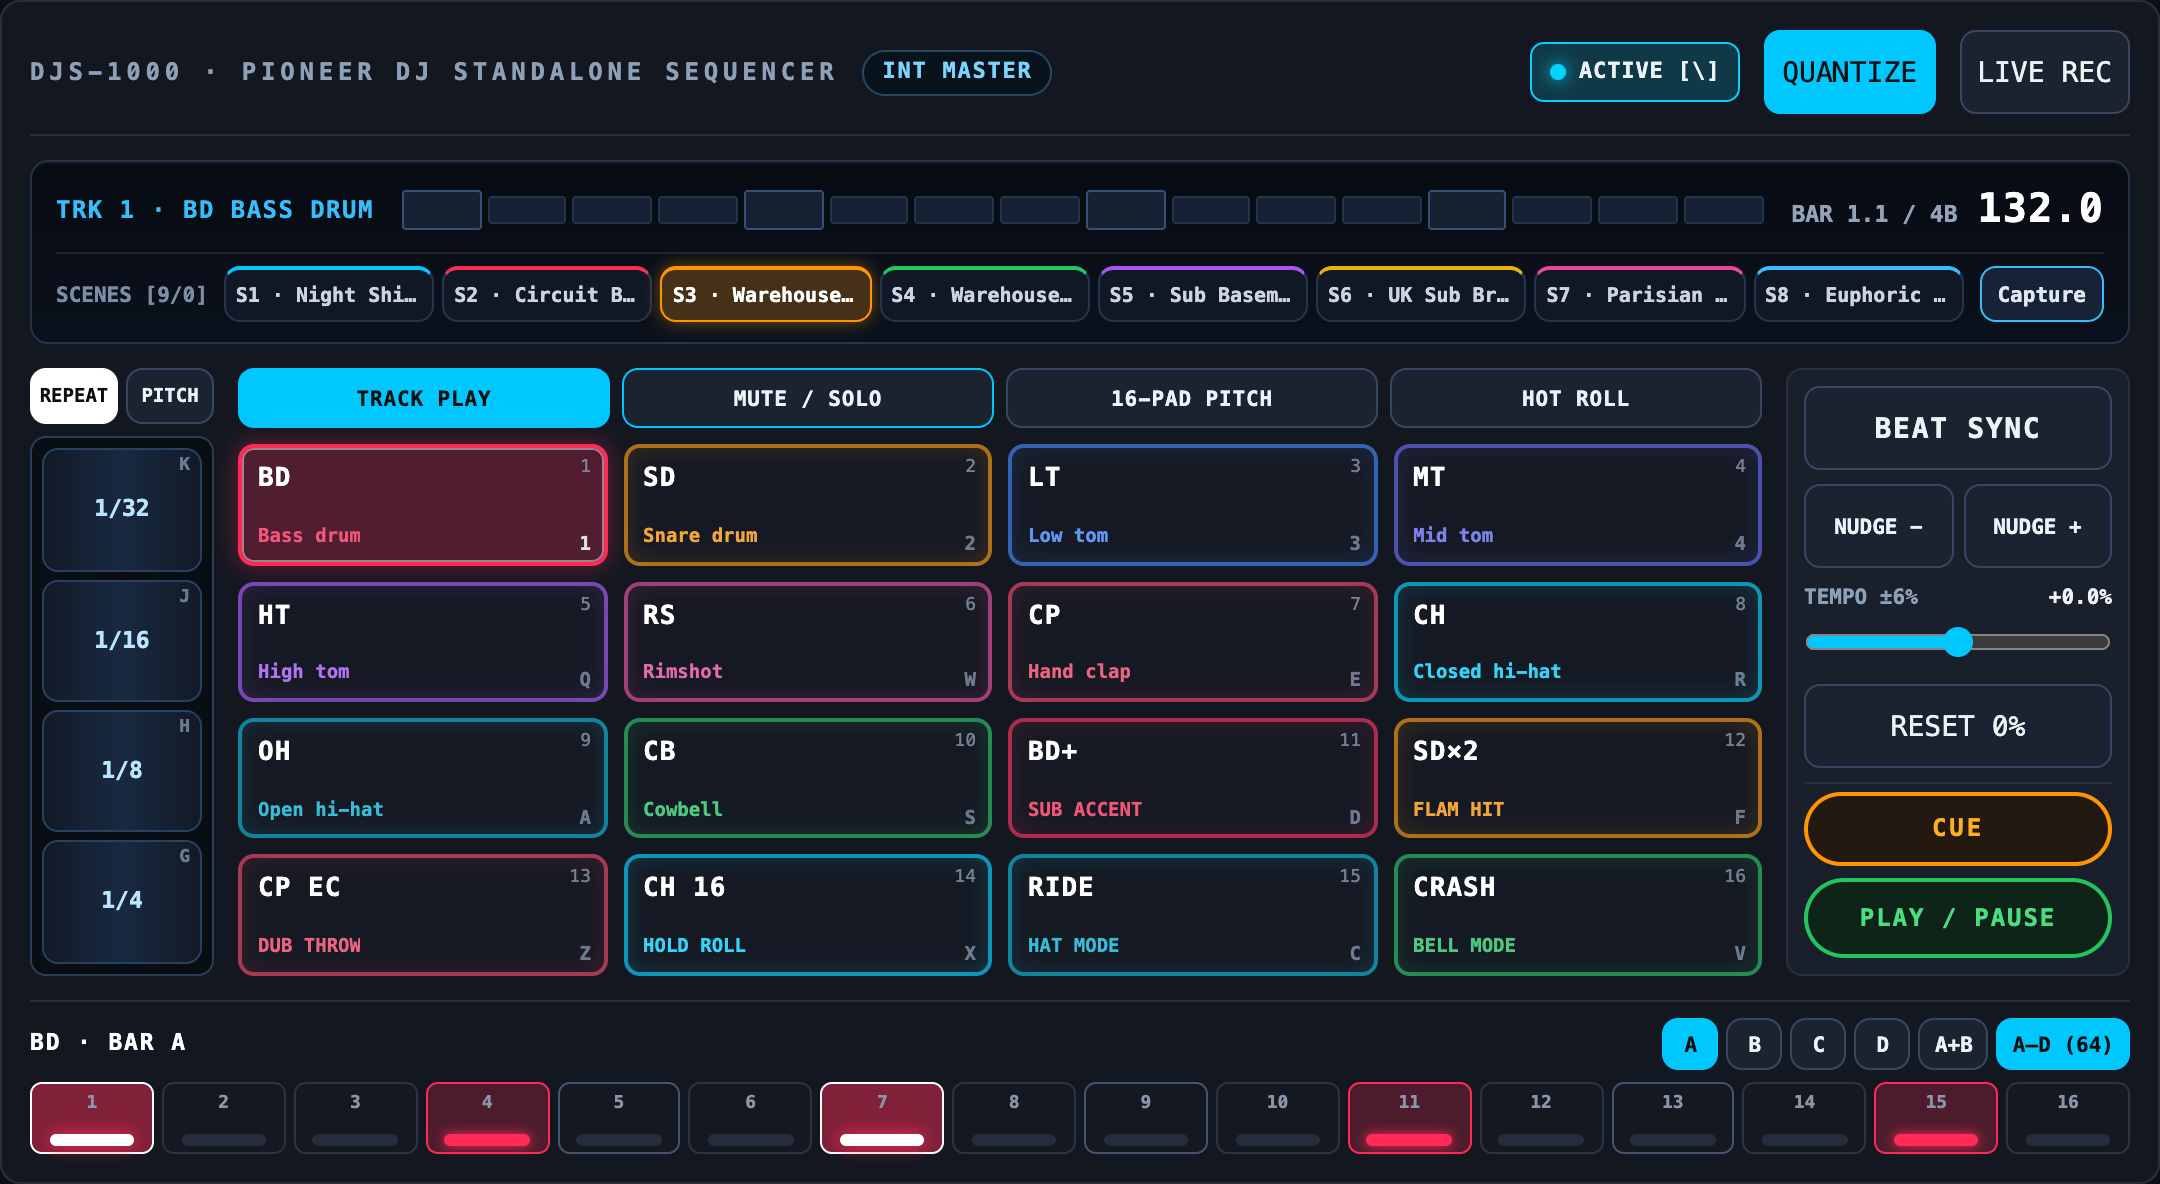 DJS-1000 · PIONEER DJ STANDALONE SEQUENCER INT MASTER ACTIVE [\] QUANTIZE LIVE REC
TRK 1 · BD BASS DRUM BAR 1.1 / 4B 132.0
SCENES [9/0] S1 · Night Shi… S2 · Circuit B… S3 · Warehouse… S4 · Warehouse… S5 · Sub Basem… S6 · UK Sub Br… S7 · Parisian … S8 · Euphoric … Capture
REPEAT PITCH
K
1/32
J
1/16
H
1/8
G
1/4
TRACK PLAY MUTE / SOLO 16-PAD PITCH HOT ROLL
BD 1
Bass drum 1
SD 2
Snare drum 2
LT 3
Low tom 3
MT 4
Mid tom 4
HT 5
High tom Q
RS 6
Rimshot W
CP 7
Hand clap E
CH 8
Closed hi-hat R
OH 9
Open hi-hat A
CB 10
Cowbell S
BD+ 11
SUB ACCENT D
SD×2 12
FLAM HIT F
CP EC 13
DUB THROW Z
CH 16 14
HOLD ROLL X
RIDE 15
HAT MODE C
CRASH 16
BELL MODE V
BEAT SYNC
NUDGE − NUDGE +
TEMPO ±6% +0.0%
RESET 0%
CUE
PLAY / PAUSE
BD · BAR A A B C D A+B A–D (64)
1 2 3 4 5 6 7 8 9 10 11 12 13 14 15 16